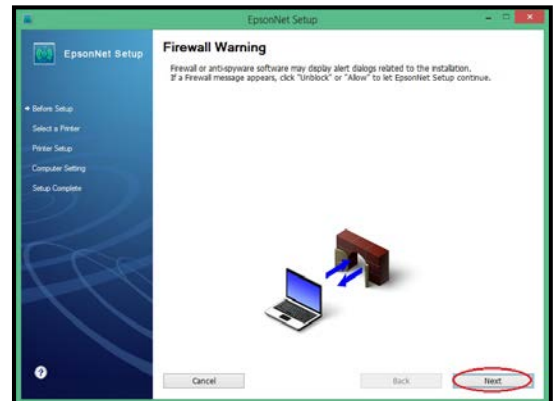 EpsonNet Setup
EpsonNet Setup
Firewall Warning
Firewall or anti-spyware software may display alert dialogs related to the installation.
If a Firewall message appears, click "Unblock" or "Allow" to let EpsonNet Setup continue.
Before Setup
Select a Printer
Printer Setup
Computer Setting
Setup Complete
?
Cancel
Back
Next